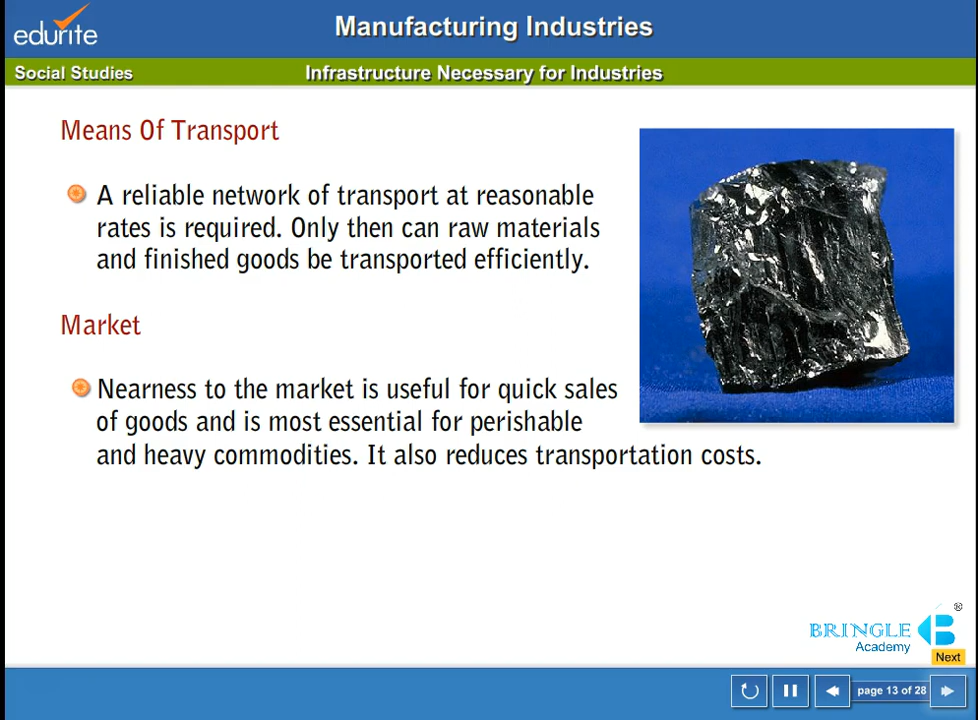 edurite
Manufacturing Industries
Social Studies
Infrastructure Necessary for Industries
Means Of Transport
A reliable network of transport at reasonable
rates is required. Only then can raw materials
and finished goods be transported efficiently.
Market
Nearness to the market is useful for quick sales
of goods and is most essential for perishable
and heavy commodities. It also reduces transportation costs.
BRINGLE
Academy
®
Next
page 13 of 28